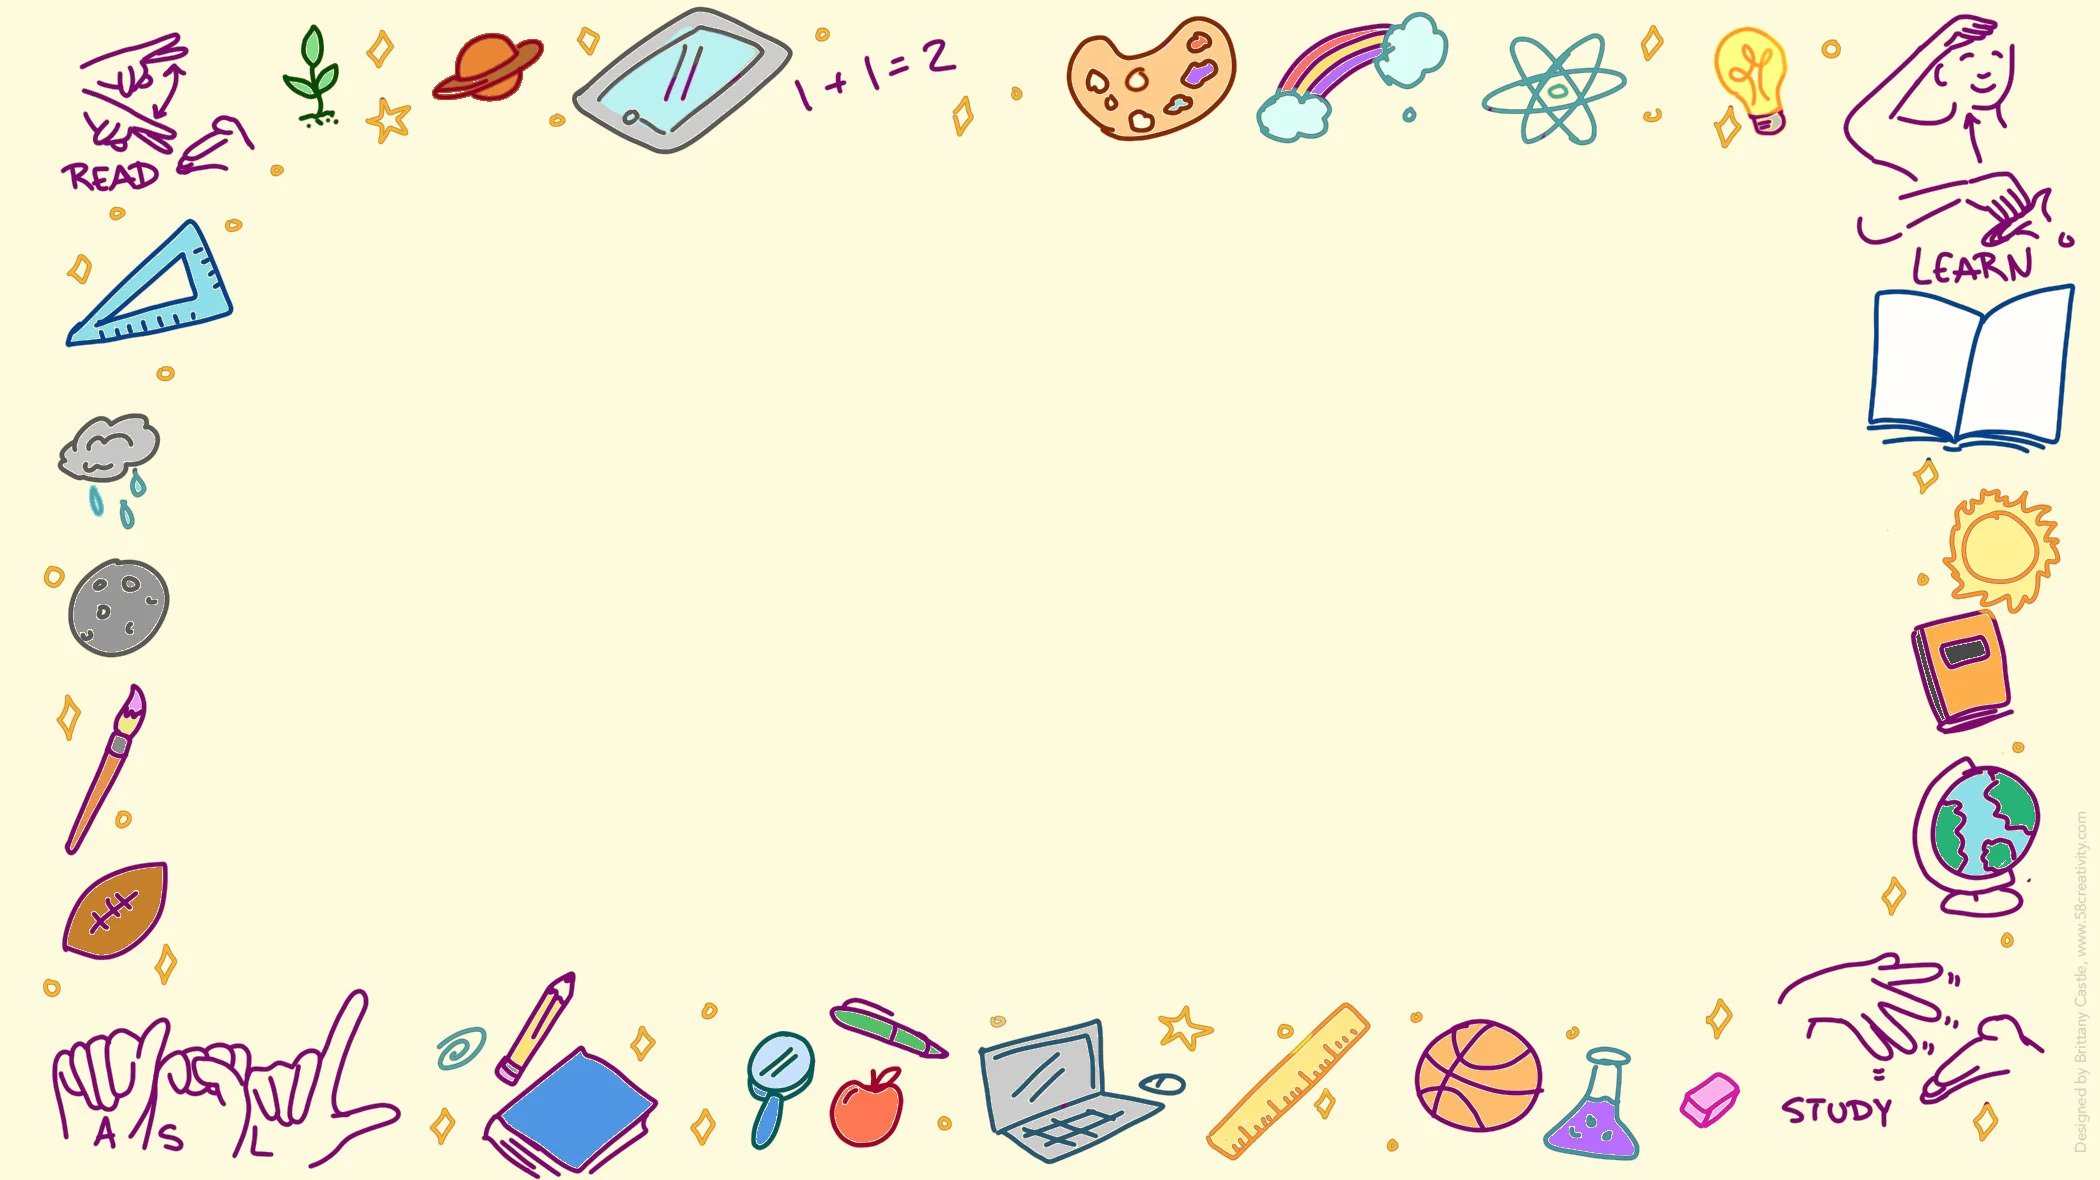 1 + 1 = 2
READ
LEARN
A S L
STUDY
Designed by Brittany Castle, www.58creativity.com